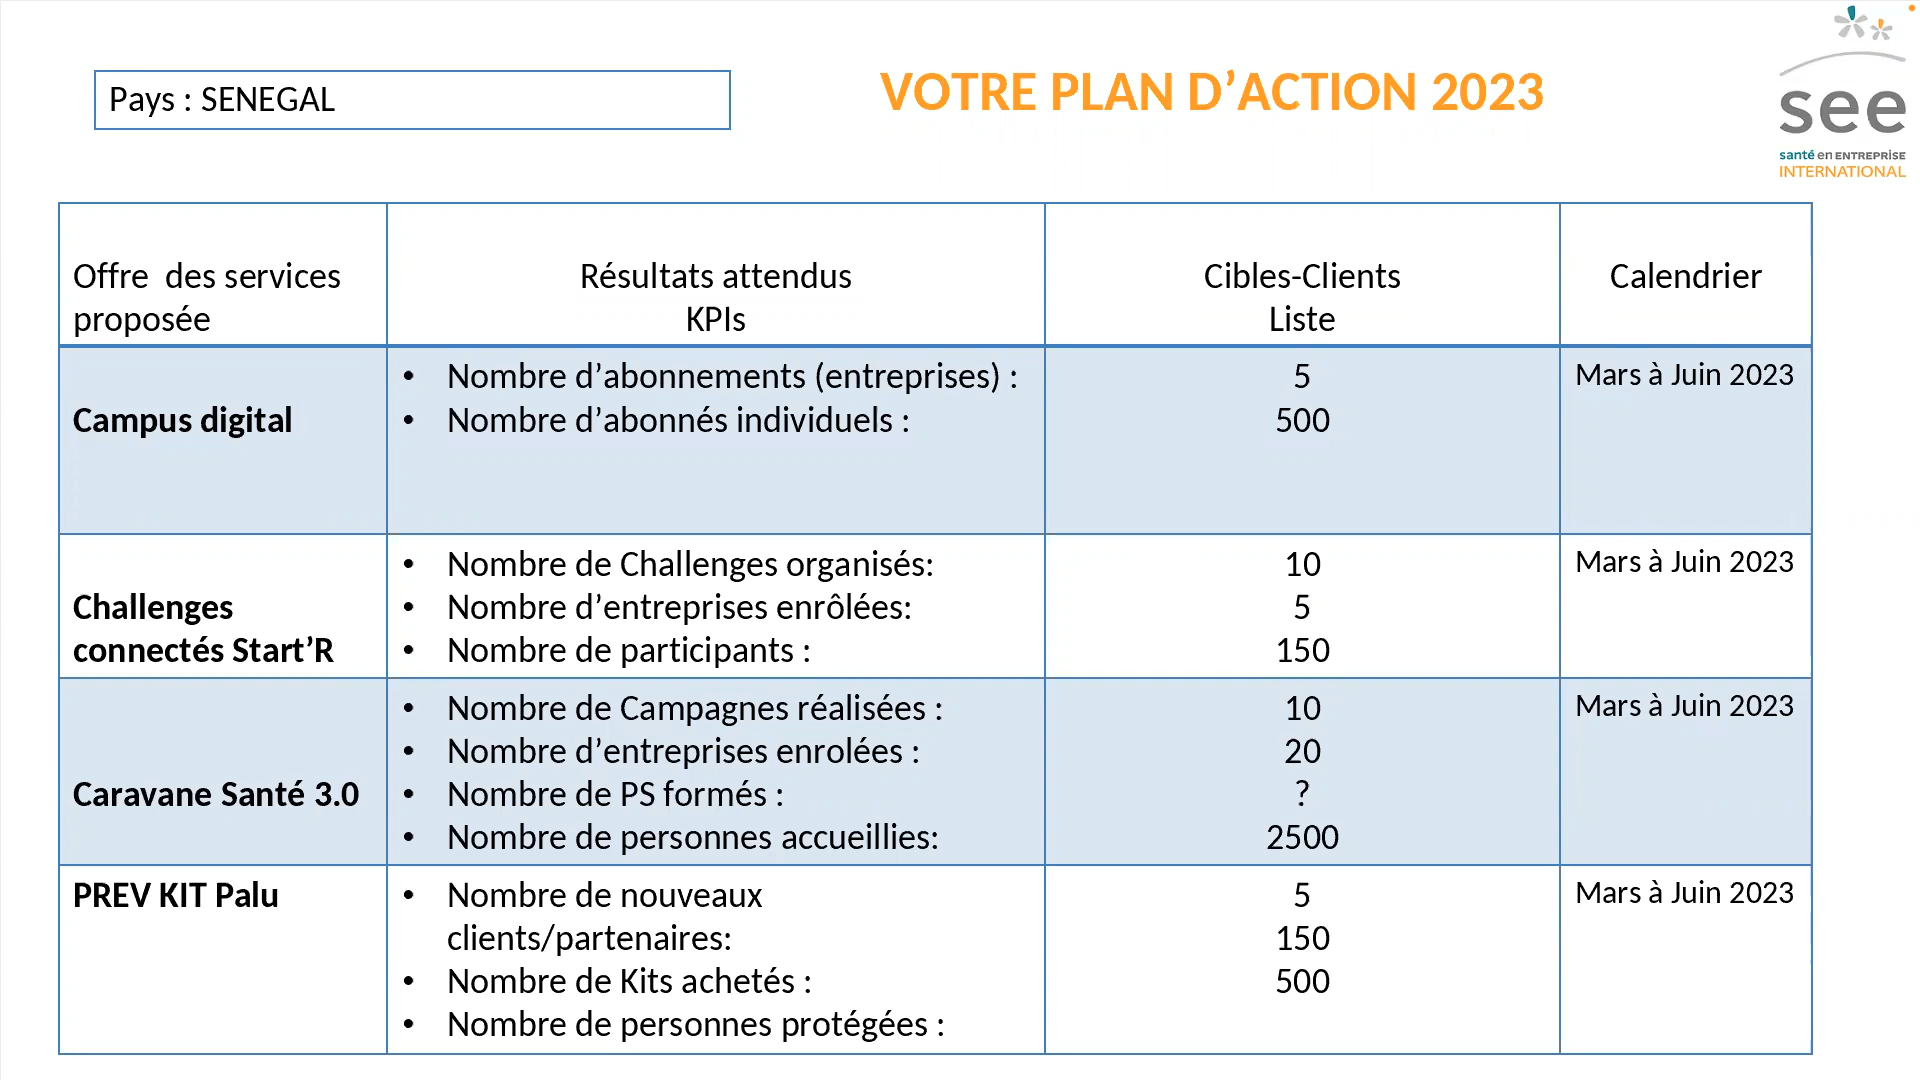 Pays : SENEGAL
VOTRE PLAN D’ACTION 2023
see
santé en ENTREPRISE
INTERNATIONAL
Offre  des services
proposée
Résultats attendus
KPIs
Cibles-Clients
Liste
Calendrier
Campus digital
• Nombre d’abonnements (entreprises) :
• Nombre d’abonnés individuels :
5
500
Mars à Juin 2023
Challenges
connectés Start’R
• Nombre de Challenges organisés:
• Nombre d’entreprises enrôlées:
• Nombre de participants :
10
5
150
Mars à Juin 2023
Caravane Santé 3.0
• Nombre de Campagnes réalisées :
• Nombre d’entreprises enrolées :
• Nombre de PS formés :
• Nombre de personnes accueillies:
10
20
?
2500
Mars à Juin 2023
PREV KIT Palu
• Nombre de nouveaux
clients/partenaires:
• Nombre de Kits achetés :
• Nombre de personnes protégées :
5
150
500
Mars à Juin 2023